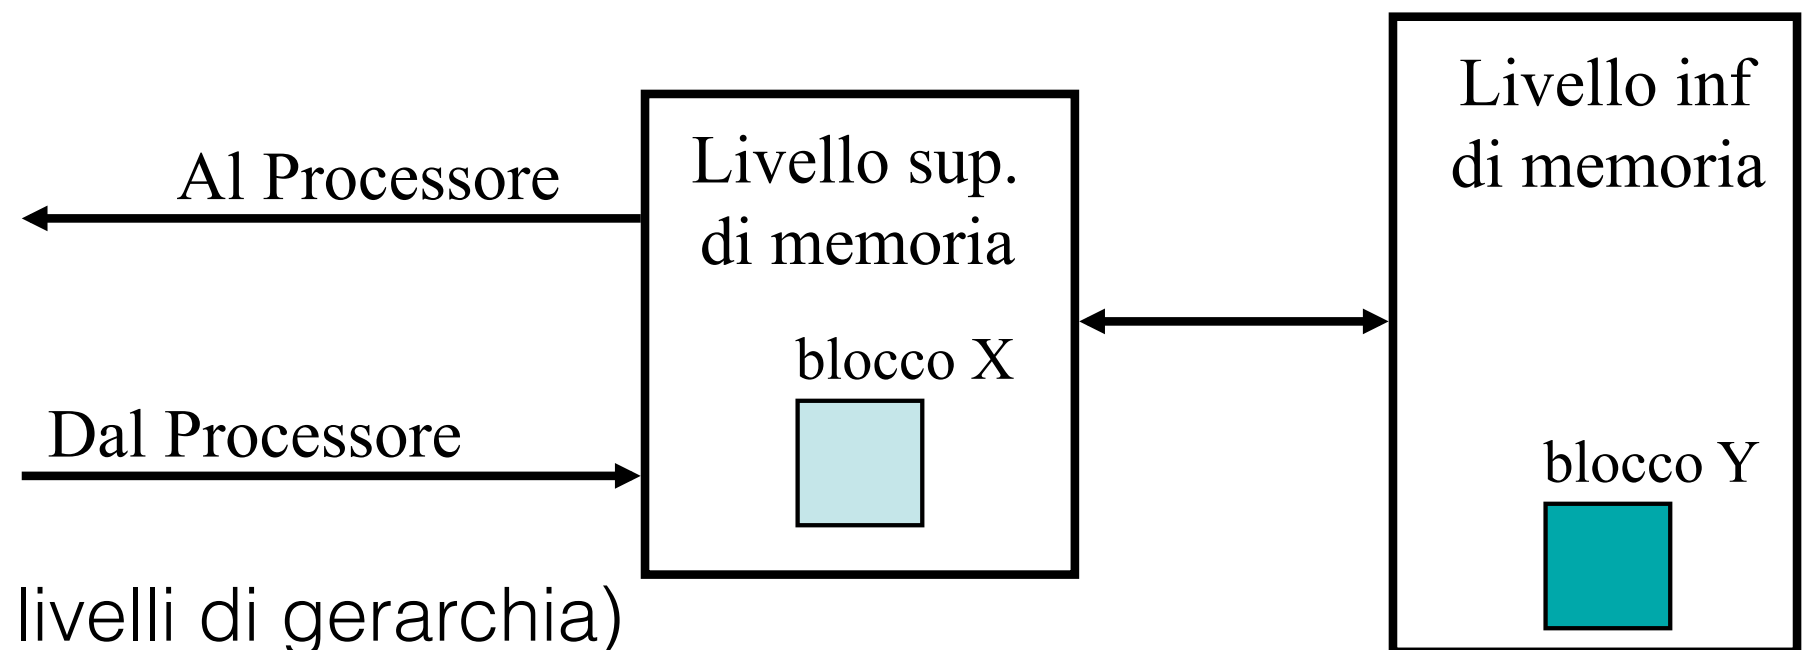 Livello inf
di memoria
Livello sup.
di memoria
Al Processore
blocco X
Dal Processore
blocco Y
livelli di gerarchia)